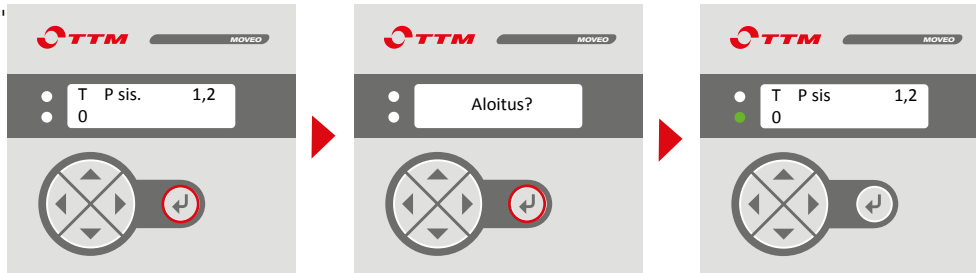 TTM MOVEO
T P sis. 1,2
0
TTM MOVEO
Aloitus?
TTM MOVEO
T P sis 1,2
0